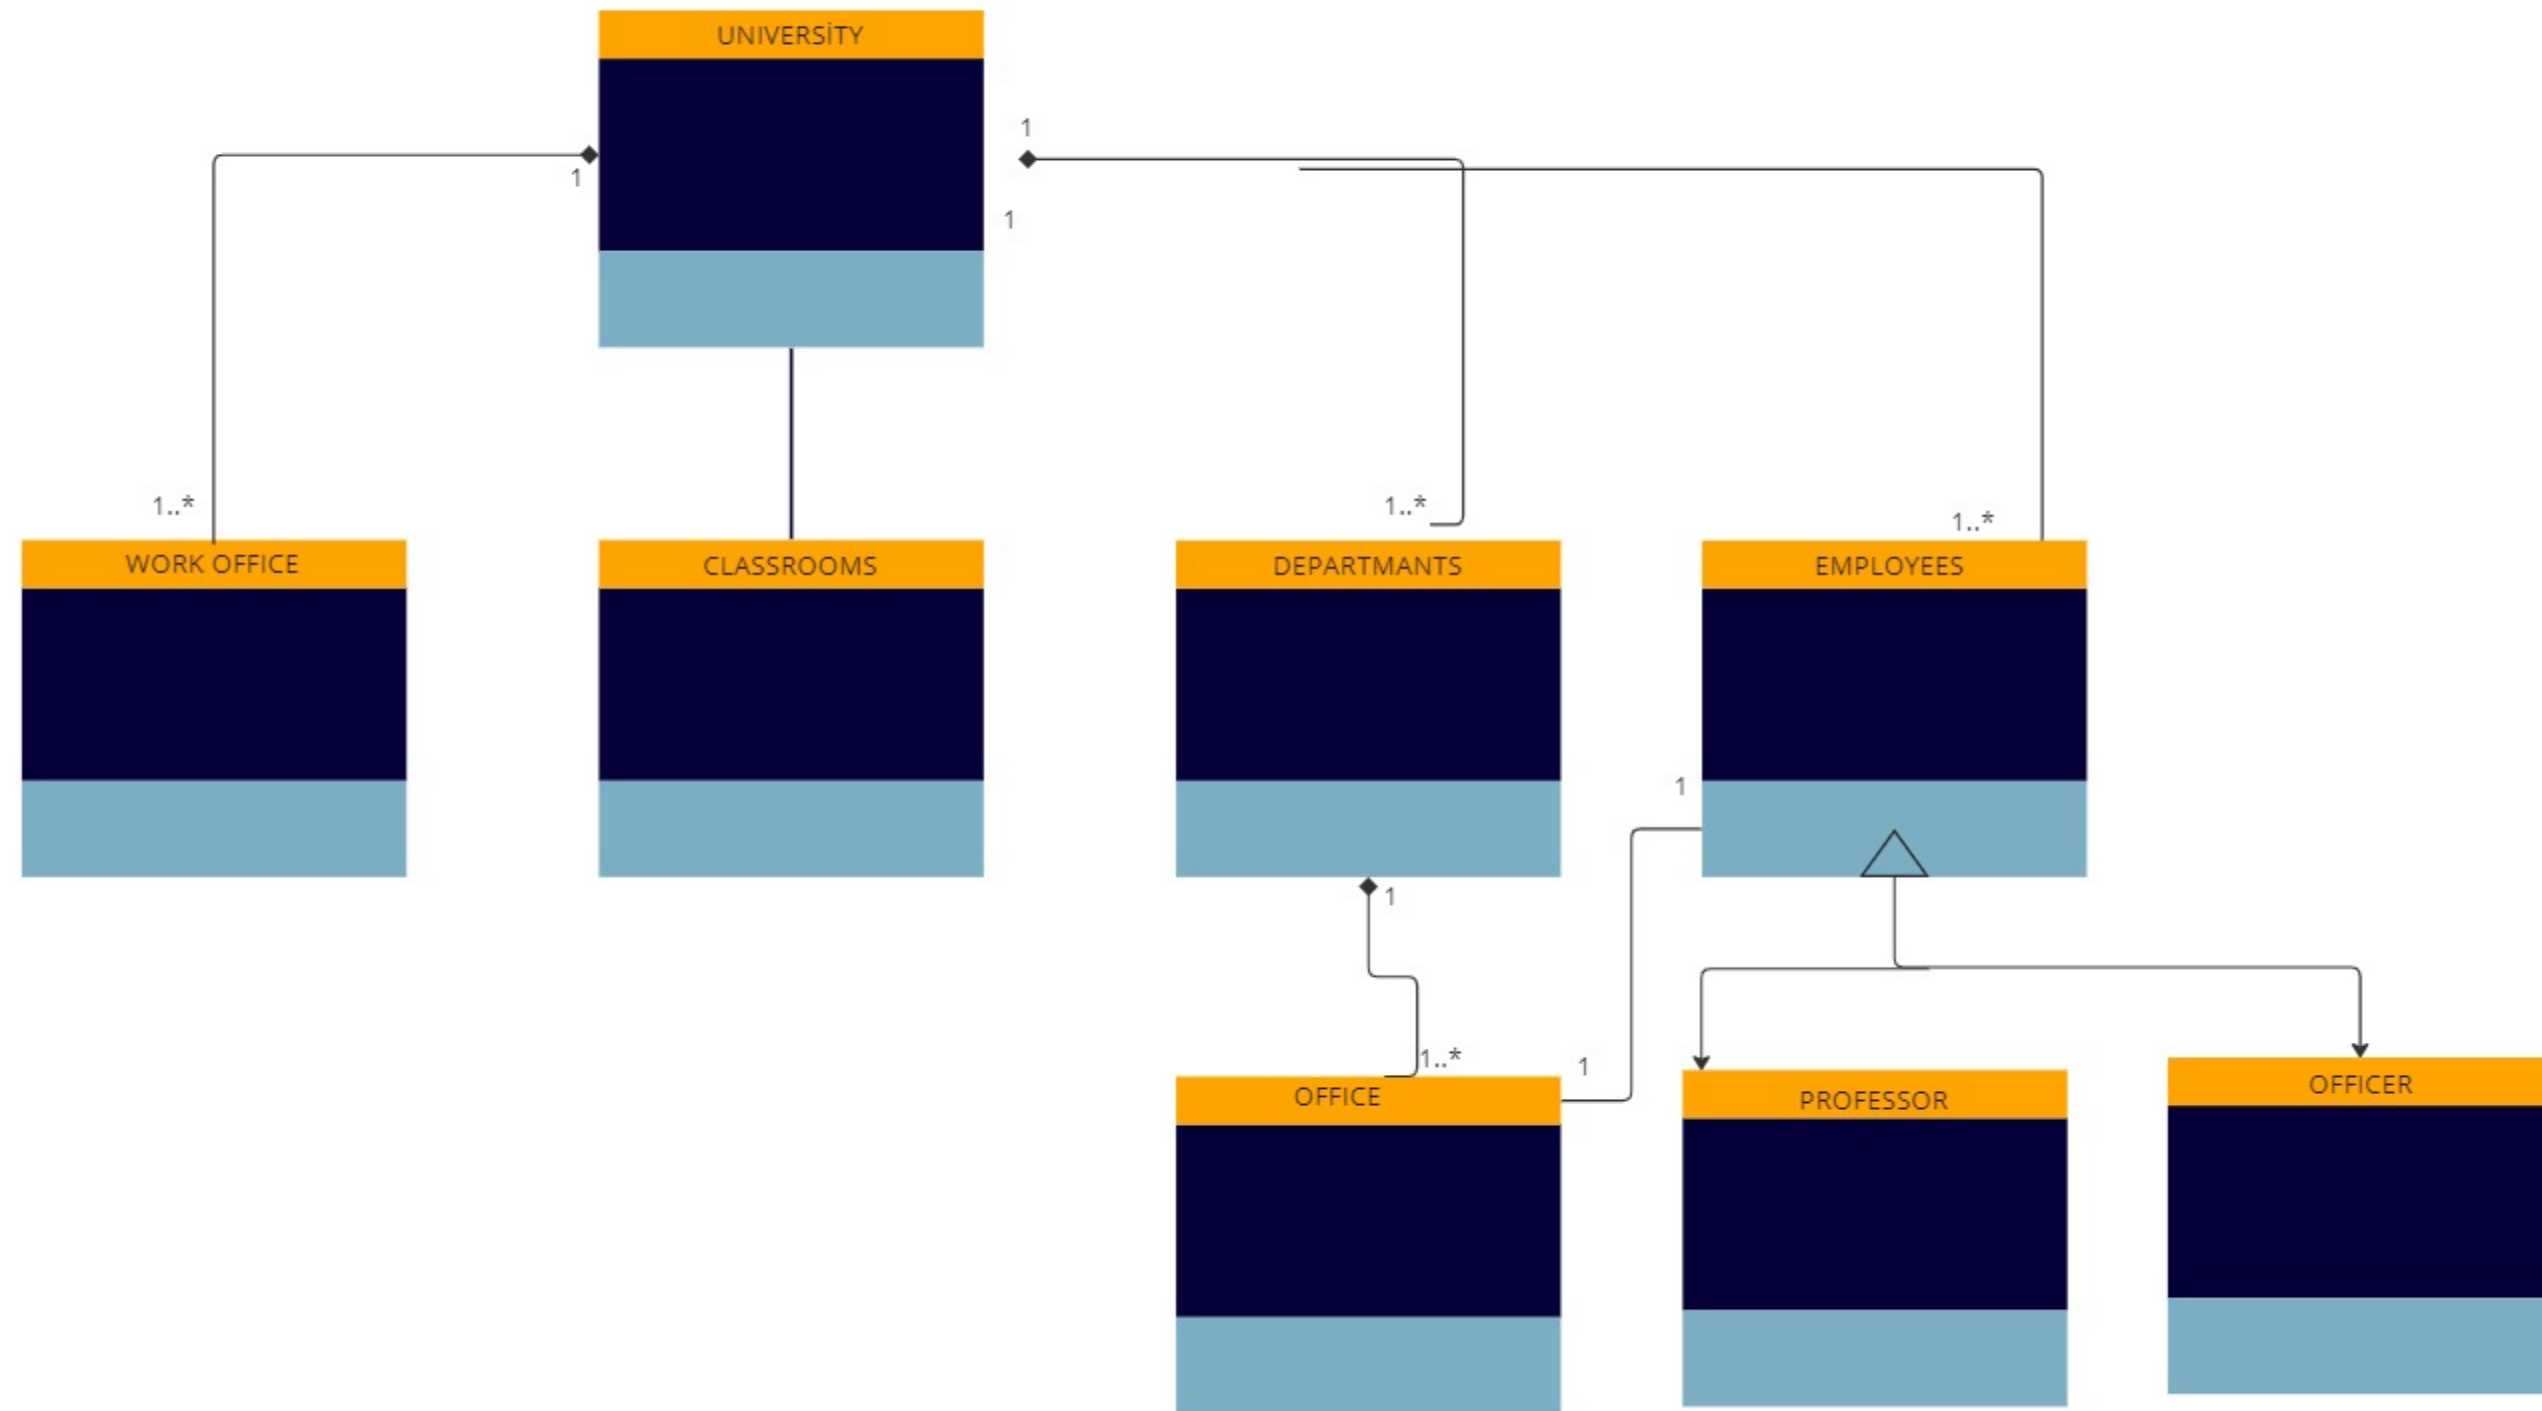 UNIVERSİTY
1
1
1
1..*
1..*
1..*
WORK OFFICE
CLASSROOMS
DEPARTMANTS
EMPLOYEES
1
1
1..*
1
OFFICE
PROFESSOR
OFFICER